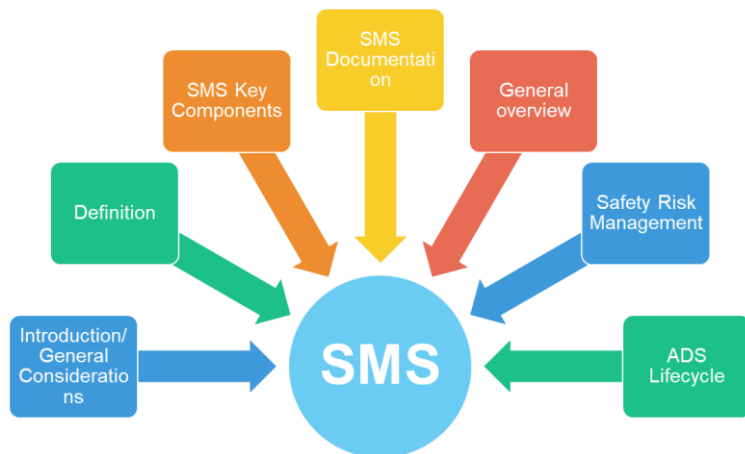 SMS
Documentati
on
SMS Key
Components
General
overview
Definition
Safety Risk
Management
Introduction/
General
Consideratio
ns
SMS
ADS
Lifecycle